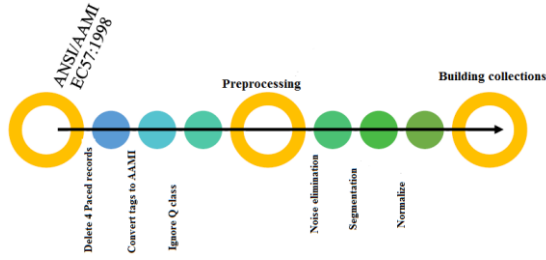 ANSI/AAMI
EC57:1998
Delete 4 Paced records
Convert tags to AAMI
Ignore Q class
Preprocessing
Noise elimination
Segmentation
Normalize
Building collections